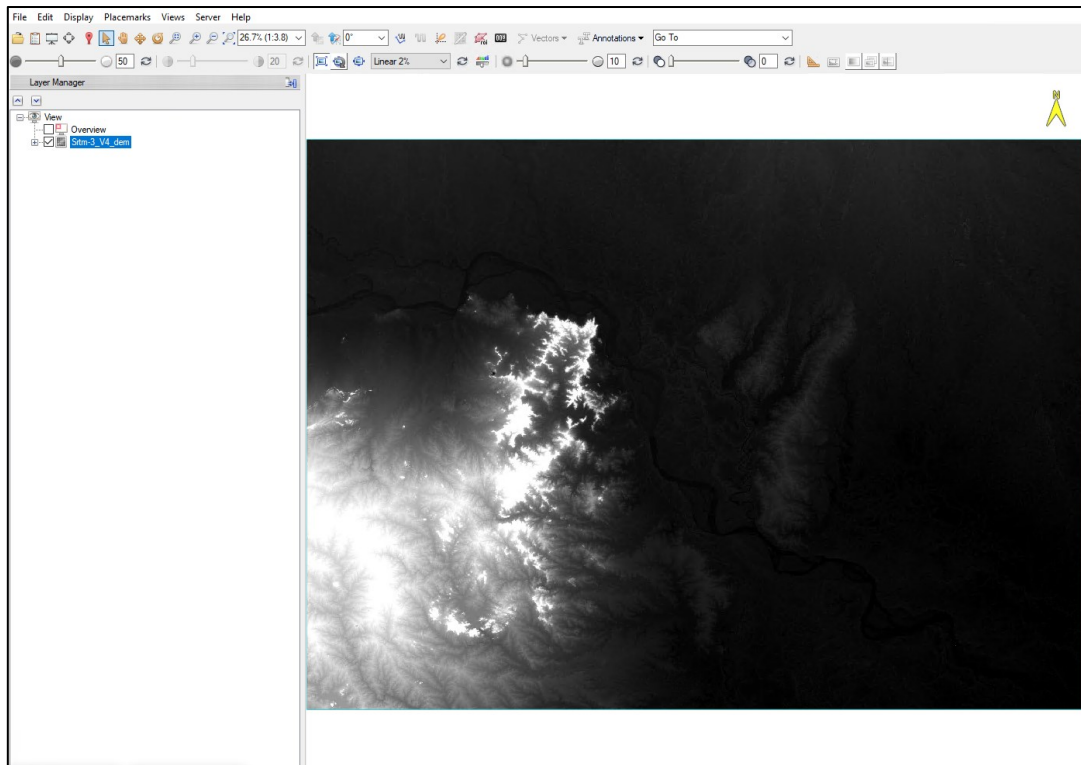 File Edit Display Placemarks Views Server Help
26.7% (1:3.8) 0° Vectors Annotations Go To
50 20 Linear 2% 10 0
Layer Manager
View
Overview
Srtm-3_V4_dem